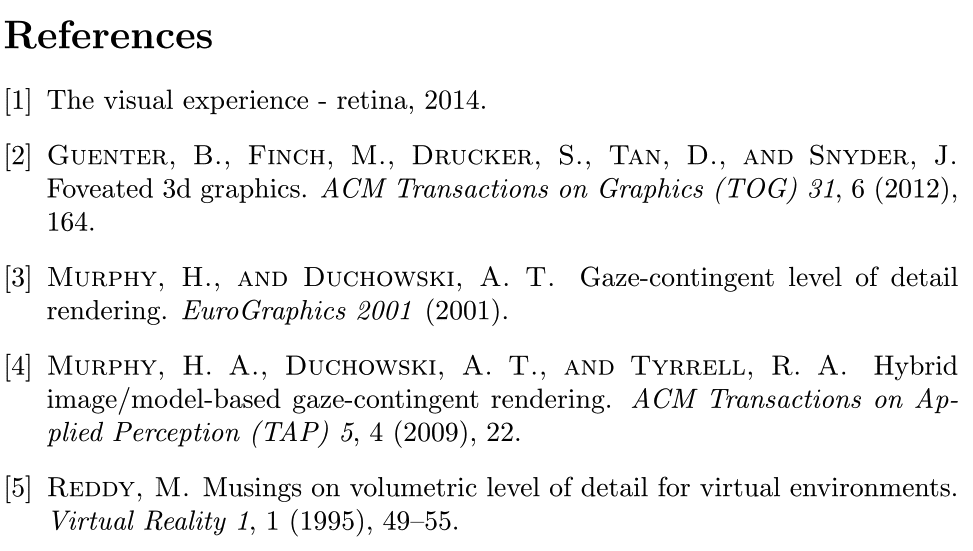 References
[1] The visual experience - retina, 2014.
[2] Guenter, B., Finch, M., Drucker, S., Tan, D., and Snyder, J.
Foveated 3d graphics. ACM Transactions on Graphics (TOG) 31, 6 (2012),
164.
[3] Murphy, H., and Duchowski, A. T. Gaze-contingent level of detail
rendering. EuroGraphics 2001 (2001).
[4] Murphy, H. A., Duchowski, A. T., and Tyrrell, R. A. Hybrid
image/model-based gaze-contingent rendering. ACM Transactions on Ap-
plied Perception (TAP) 5, 4 (2009), 22.
[5] Reddy, M. Musings on volumetric level of detail for virtual environments.
Virtual Reality 1, 1 (1995), 49–55.